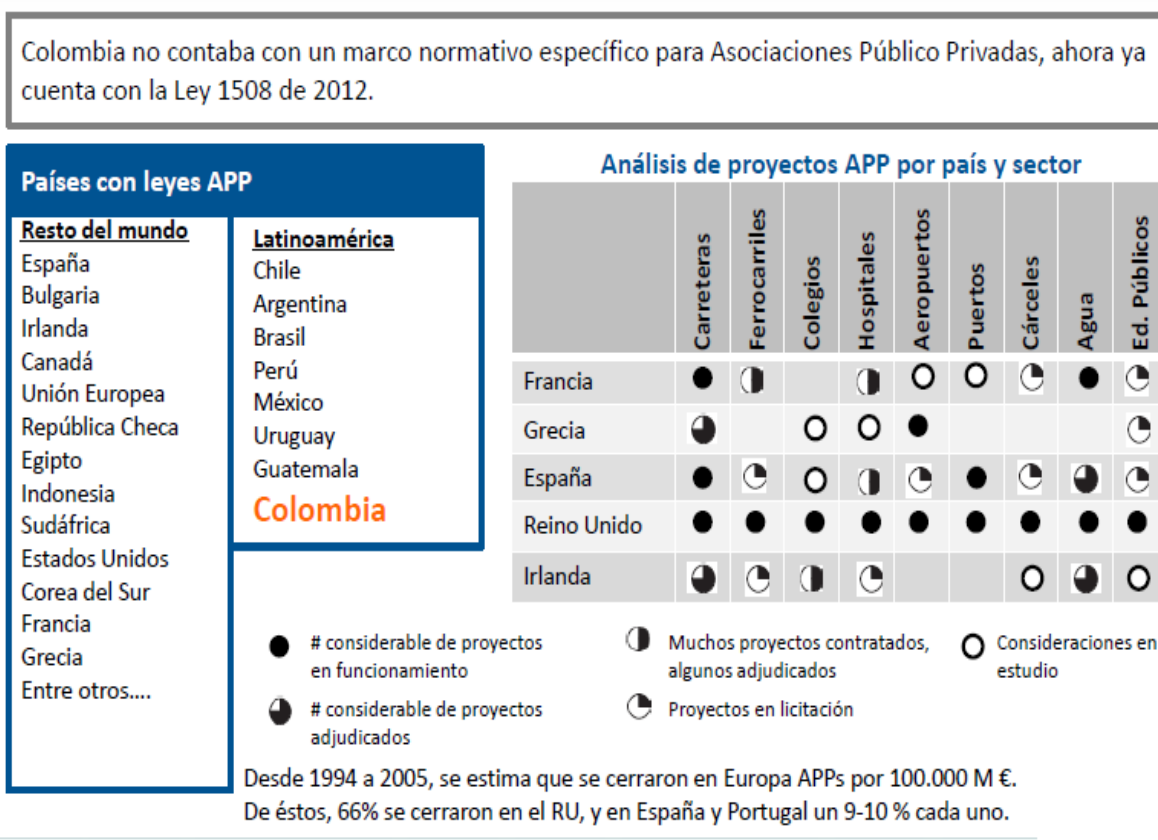 Colombia no contaba con un marco normativo específico para Asociaciones Público Privadas, ahora ya
cuenta con la Ley 1508 de 2012.
Países con leyes APP
Resto del mundo
España
Bulgaria
Irlanda
Canadá
Unión Europea
República Checa
Egipto
Indonesia
Sudáfrica
Estados Unidos
Corea del Sur
Francia
Grecia
Entre otros....
Latinoamérica
Chile
Argentina
Brasil
Perú
México
Uruguay
Guatemala
Colombia
Análisis de proyectos APP por país y sector
Carreteras
Ferrocarriles
Colegios
Hospitales
Aeropuertos
Puertos
Cárceles
Agua
Ed. Públicos
Francia
Grecia
España
Reino Unido
Irlanda
# considerable de proyectos
en funcionamiento
# considerable de proyectos
adjudicados
Muchos proyectos contratados,
algunos adjudicados
Proyectos en licitación
Consideraciones en
estudio
Desde 1994 a 2005, se estima que se cerraron en Europa APPs por 100.000 M €.
De éstos, 66% se cerraron en el RU, y en España y Portugal un 9-10 % cada uno.